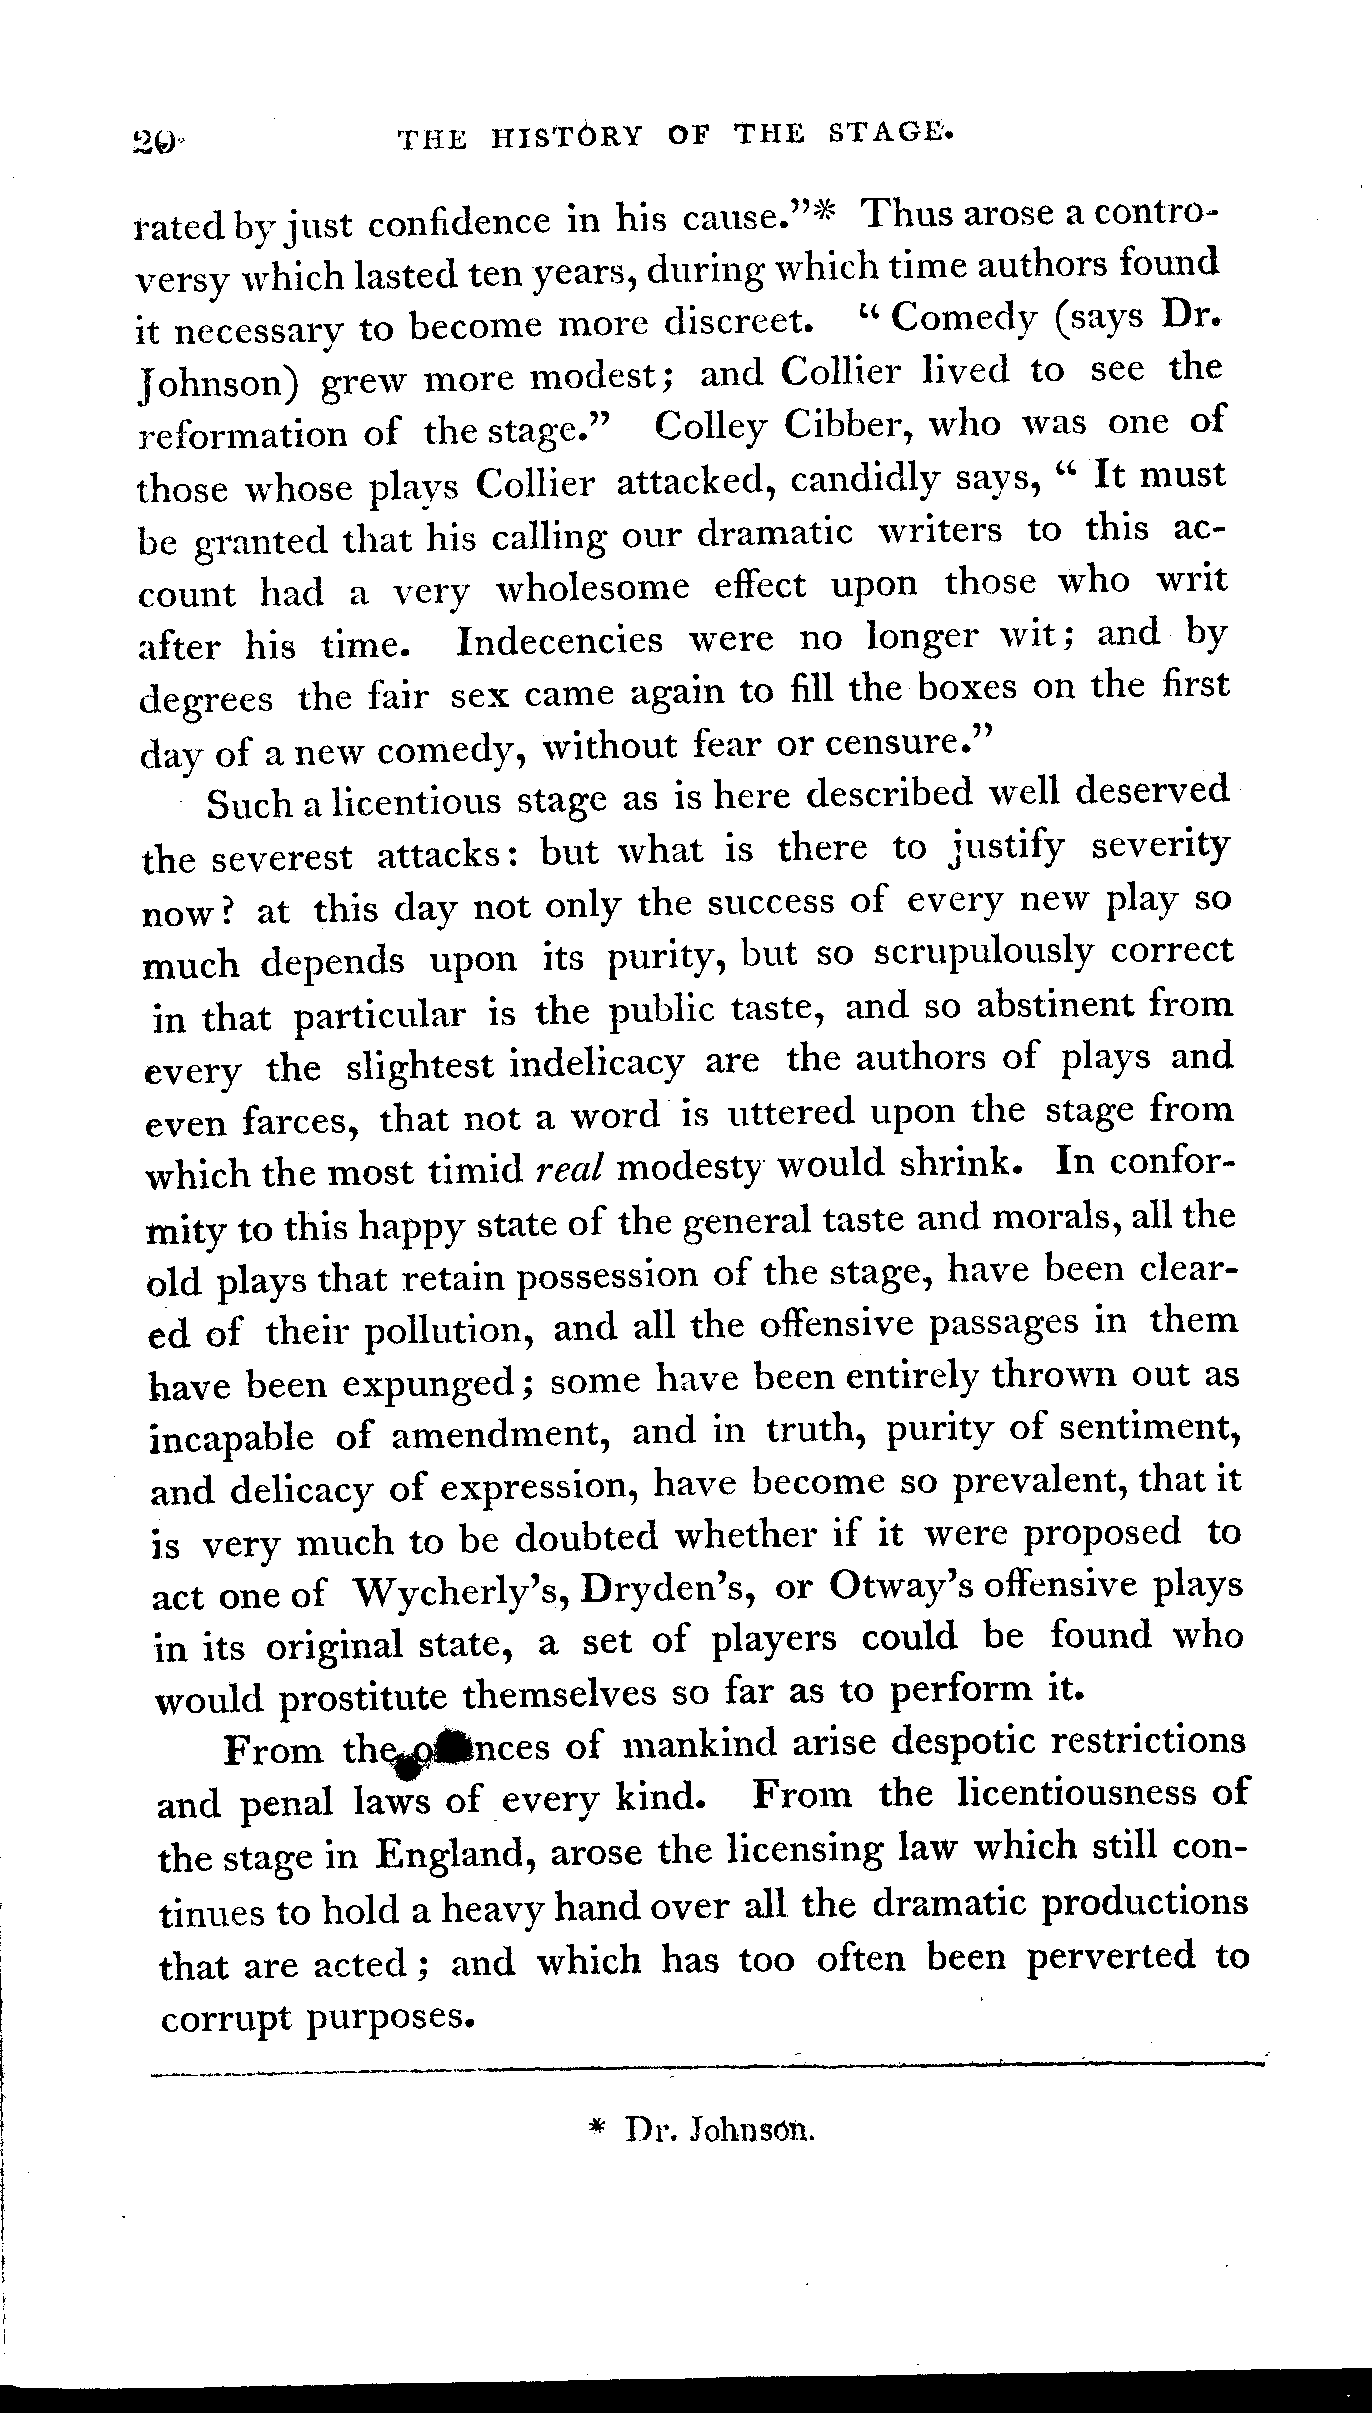 20 THE HISTORY OF THE STAGE.
rated by just confidence in his cause."* Thus arose a contro-
versy which lasted ten years, during which time authors found
it necessary to become more discreet. "Comedy (says Dr.
Johnson) grew more modest; and Collier lived to see the
reformation of the stage." Colley Cibber, who was one of
those whose plays Collier attacked, candidly says, "It must
be granted that his calling our dramatic writers to this ac-
count had a very wholesome effect upon those who writ
after his time. Indecencies were no longer wit; and by
degrees the fair sex came again to fill the boxes on the first
day of a new comedy, without fear or censure."
Such a licentious stage as is here described well deserved
the severest attacks: but what is there to justify severity
now? at this day not only the success of every new play so
much depends upon its purity, but so scrupulously correct
in that particular is the public taste, and so abstinent from
every the slightest indelicacy are the authors of plays and
even farces, that not a word is uttered upon the stage from
which the most timid real modesty would shrink. In confor-
mity to this happy state of the general taste and morals, all the
old plays that retain possession of the stage, have been clear-
ed of their pollution, and all the offensive passages in them
have been expunged; some have been entirely thrown out as
incapable of amendment, and in truth, purity of sentiment,
and delicacy of expression, have become so prevalent, that it
is very much to be doubted whether if it were proposed to
act one of Wycherly's, Dryden's, or Otway's offensive plays
in its original state, a set of players could be found who
would prostitute themselves so far as to perform it.
From the of mankind arise despotic restrictions
and penal laws of every kind. From the licentiousness of
the stage in England, arose the licensing law which still con-
tinues to hold a heavy hand over all the dramatic productions
that are acted; and which has too often been perverted to
corrupt purposes.
* Dr. Johnson.